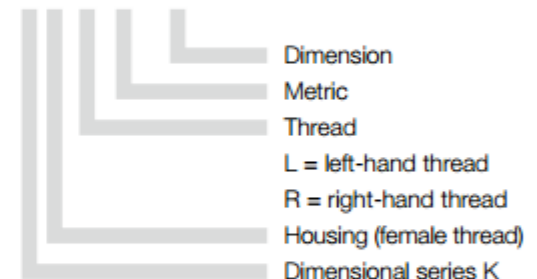 Dimension
Metric
Thread
L = left-hand thread
R = right-hand thread
Housing (female thread)
Dimensional series K